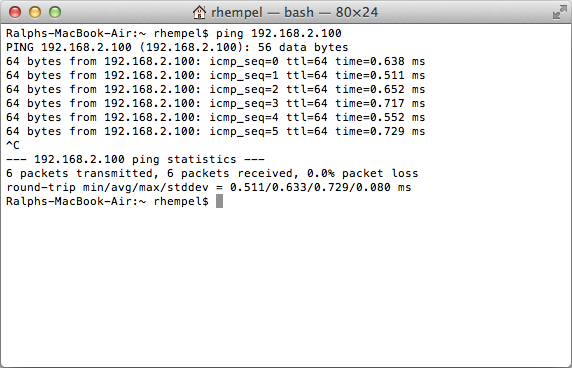 rhempel — bash — 80×24
Ralphs-MacBook-Air:~ rhempel$ ping 192.168.2.100
PING 192.168.2.100 (192.168.2.100): 56 data bytes
64 bytes from 192.168.2.100: icmp_seq=0 ttl=64 time=0.638 ms
64 bytes from 192.168.2.100: icmp_seq=1 ttl=64 time=0.511 ms
64 bytes from 192.168.2.100: icmp_seq=2 ttl=64 time=0.652 ms
64 bytes from 192.168.2.100: icmp_seq=3 ttl=64 time=0.717 ms
64 bytes from 192.168.2.100: icmp_seq=4 ttl=64 time=0.552 ms
64 bytes from 192.168.2.100: icmp_seq=5 ttl=64 time=0.729 ms
^C
--- 192.168.2.100 ping statistics ---
6 packets transmitted, 6 packets received, 0.0% packet loss
round-trip min/avg/max/stddev = 0.511/0.633/0.729/0.080 ms
Ralphs-MacBook-Air:~ rhempel$